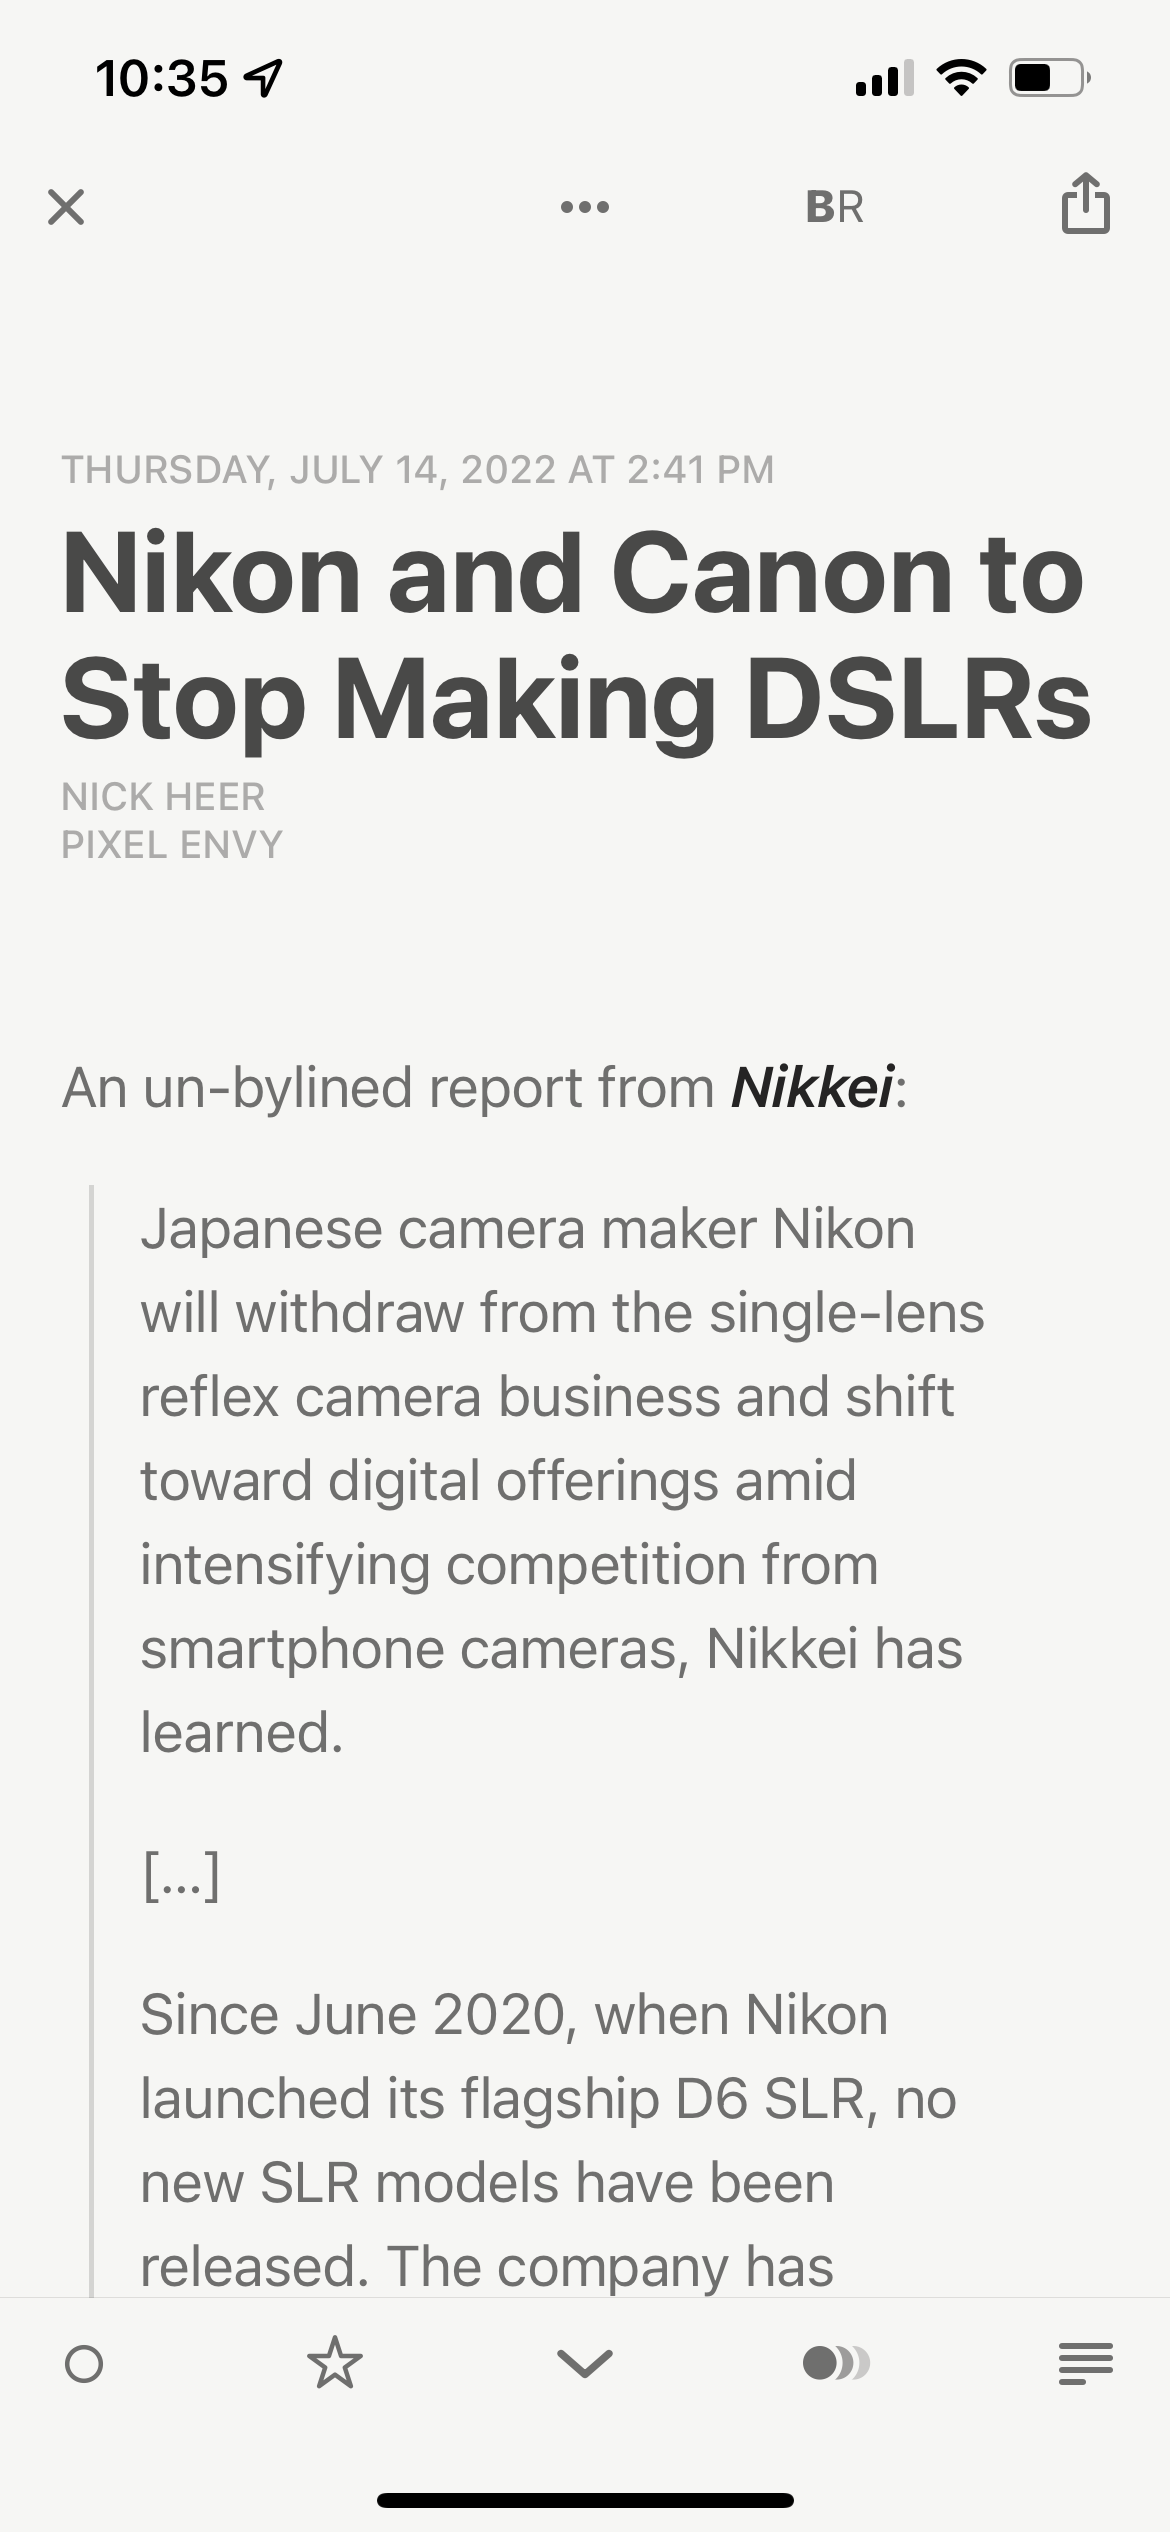 10:35
BR
THURSDAY, JULY 14, 2022 AT 2:41 PM
Nikon and Canon to
Stop Making DSLRs
NICK HEER
PIXEL ENVY
An un-bylined report from Nikkei:
Japanese camera maker Nikon
will withdraw from the single-lens
reflex camera business and shift
toward digital offerings amid
intensifying competition from
smartphone cameras, Nikkei has
learned.
[…]
Since June 2020, when Nikon
launched its flagship D6 SLR, no
new SLR models have been
released. The company has